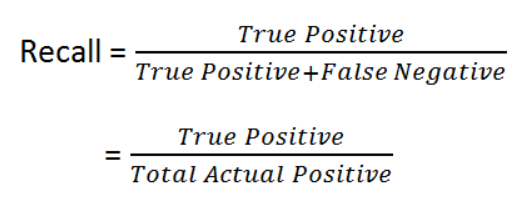 Recall = True Positive
True Positive+False Negative
= True Positive
Total Actual Positive